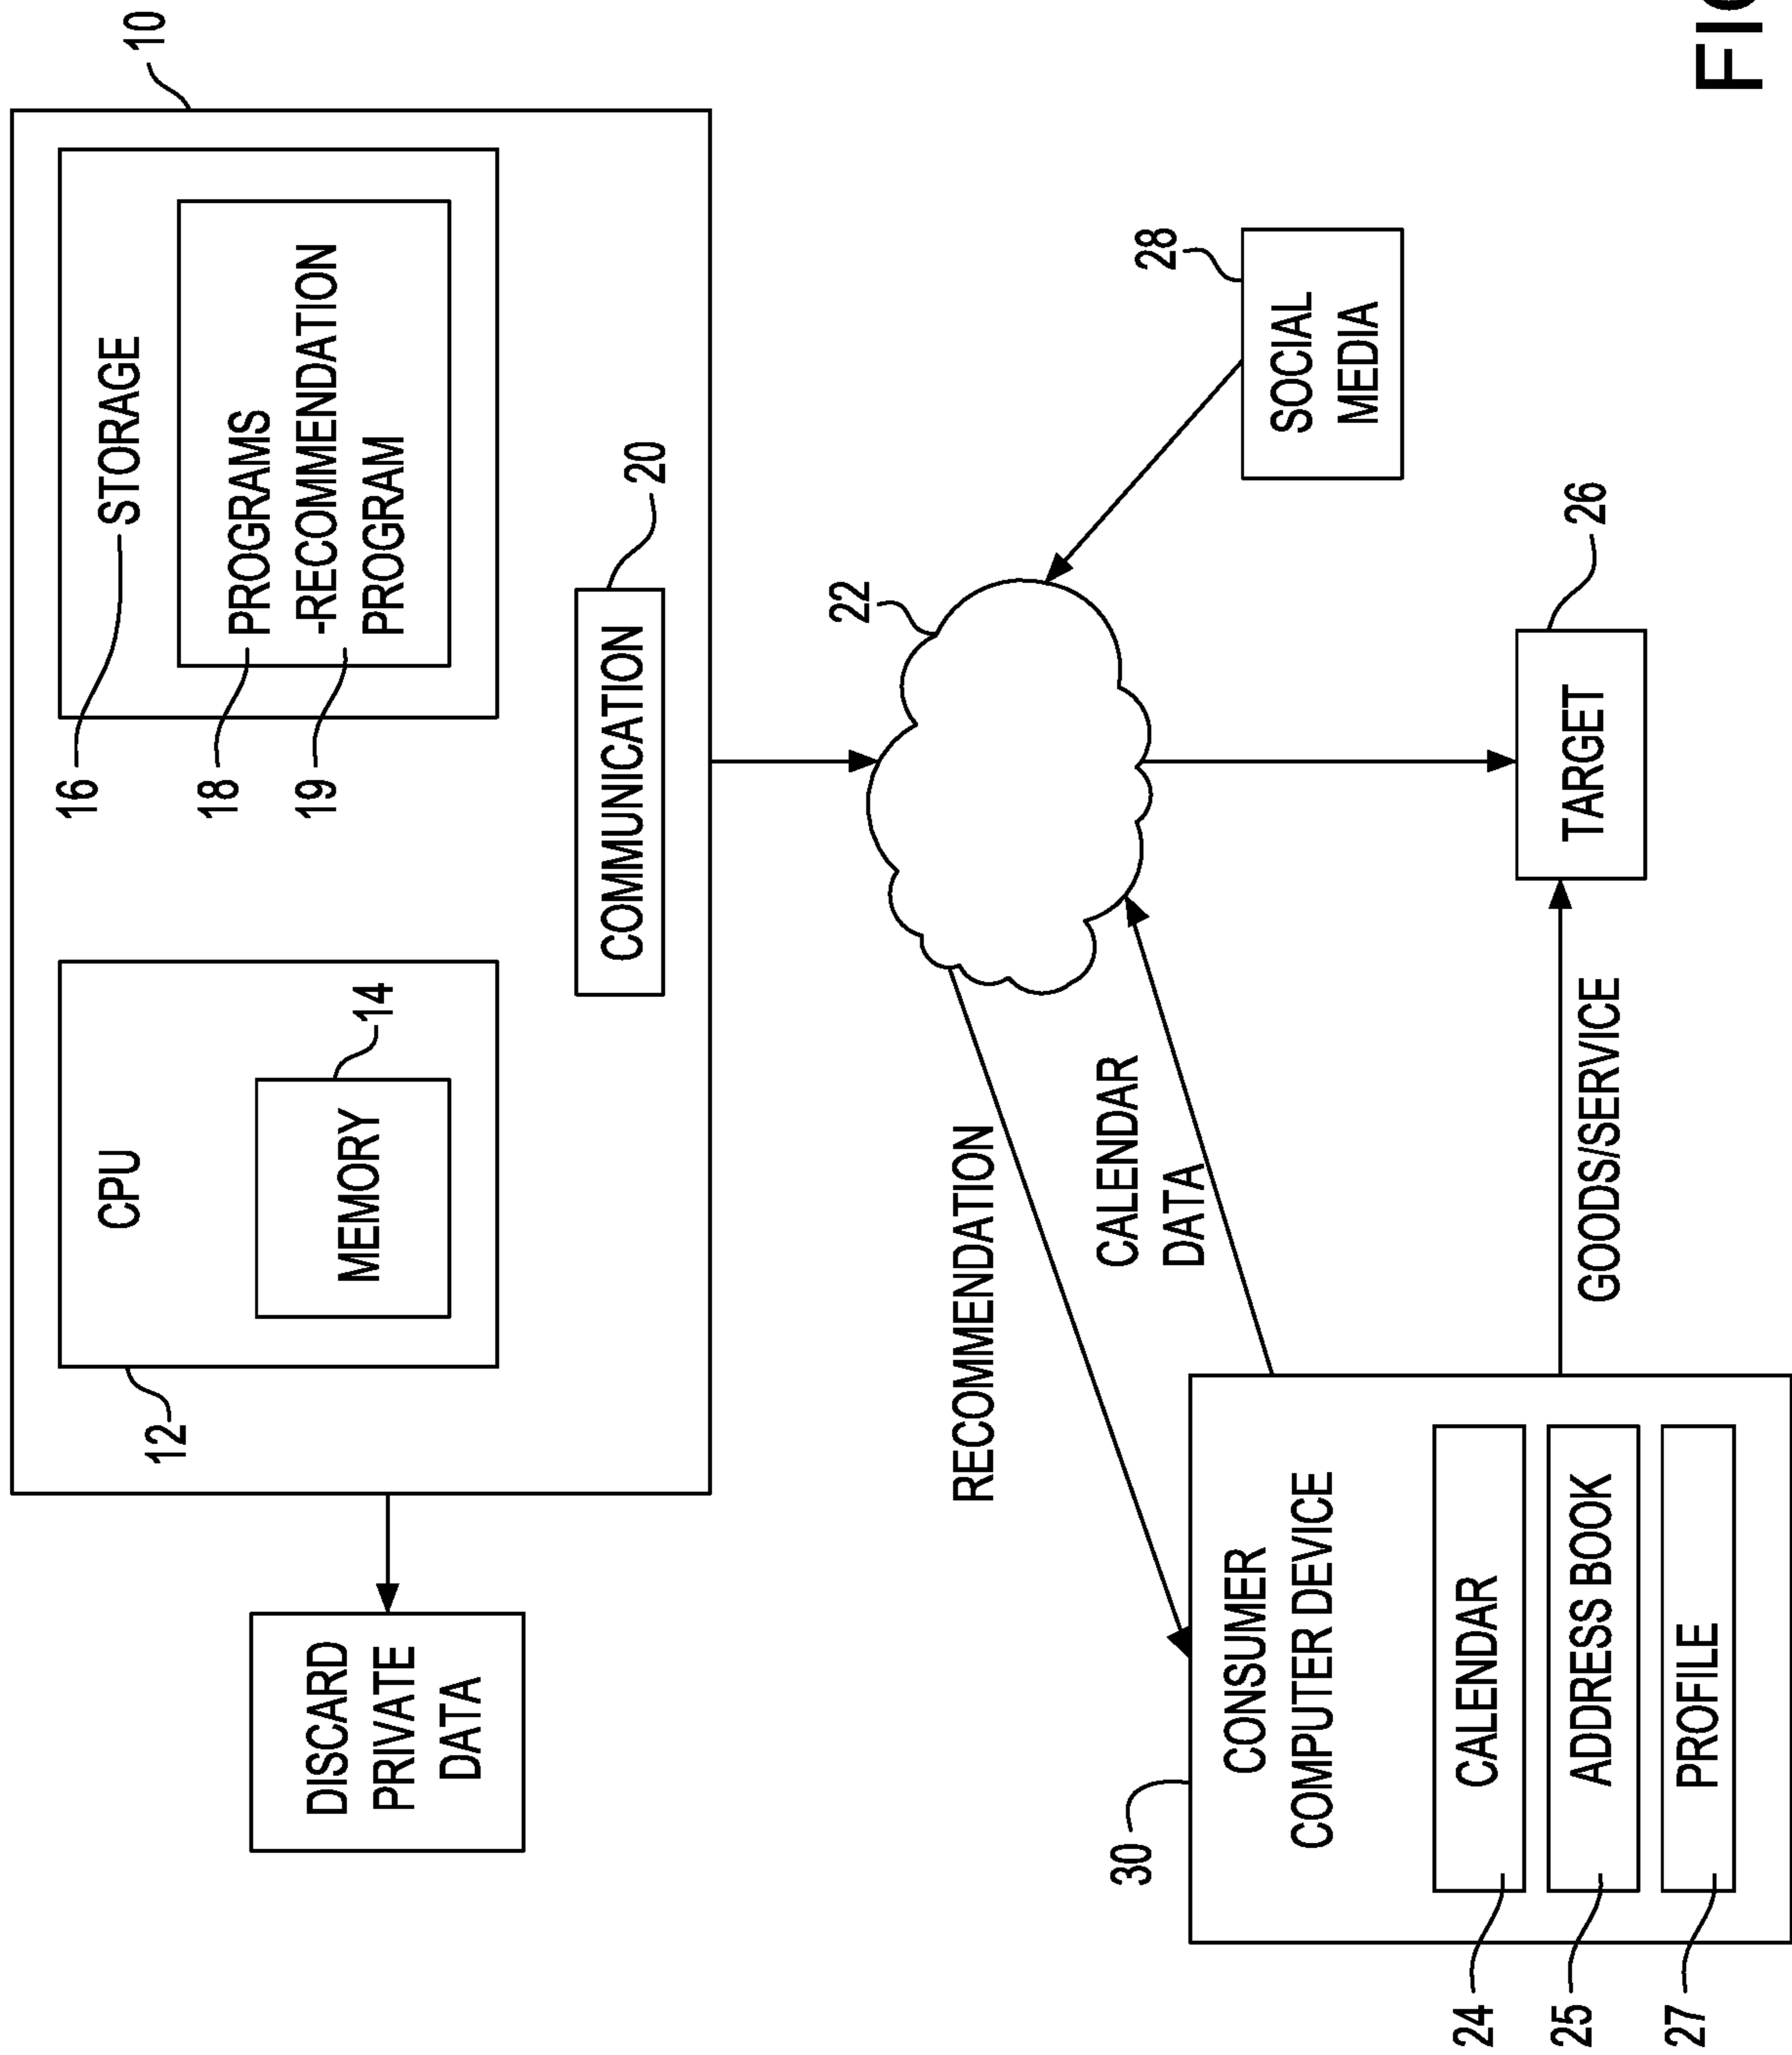 10
STORAGE
16
PROGRAMS
-RECOMMENDATION
PROGRAM
18
19
CPU
MEMORY
14
12
COMMUNICATION
20
DISCARD
PRIVATE
DATA
22
SOCIAL
MEDIA
28
RECOMMENDATION
CALENDAR
DATA
TARGET
26
GOODS/SERVICE
CONSUMER
COMPUTER DEVICE
30
CALENDAR
24
ADDRESS BOOK
25
PROFILE
27